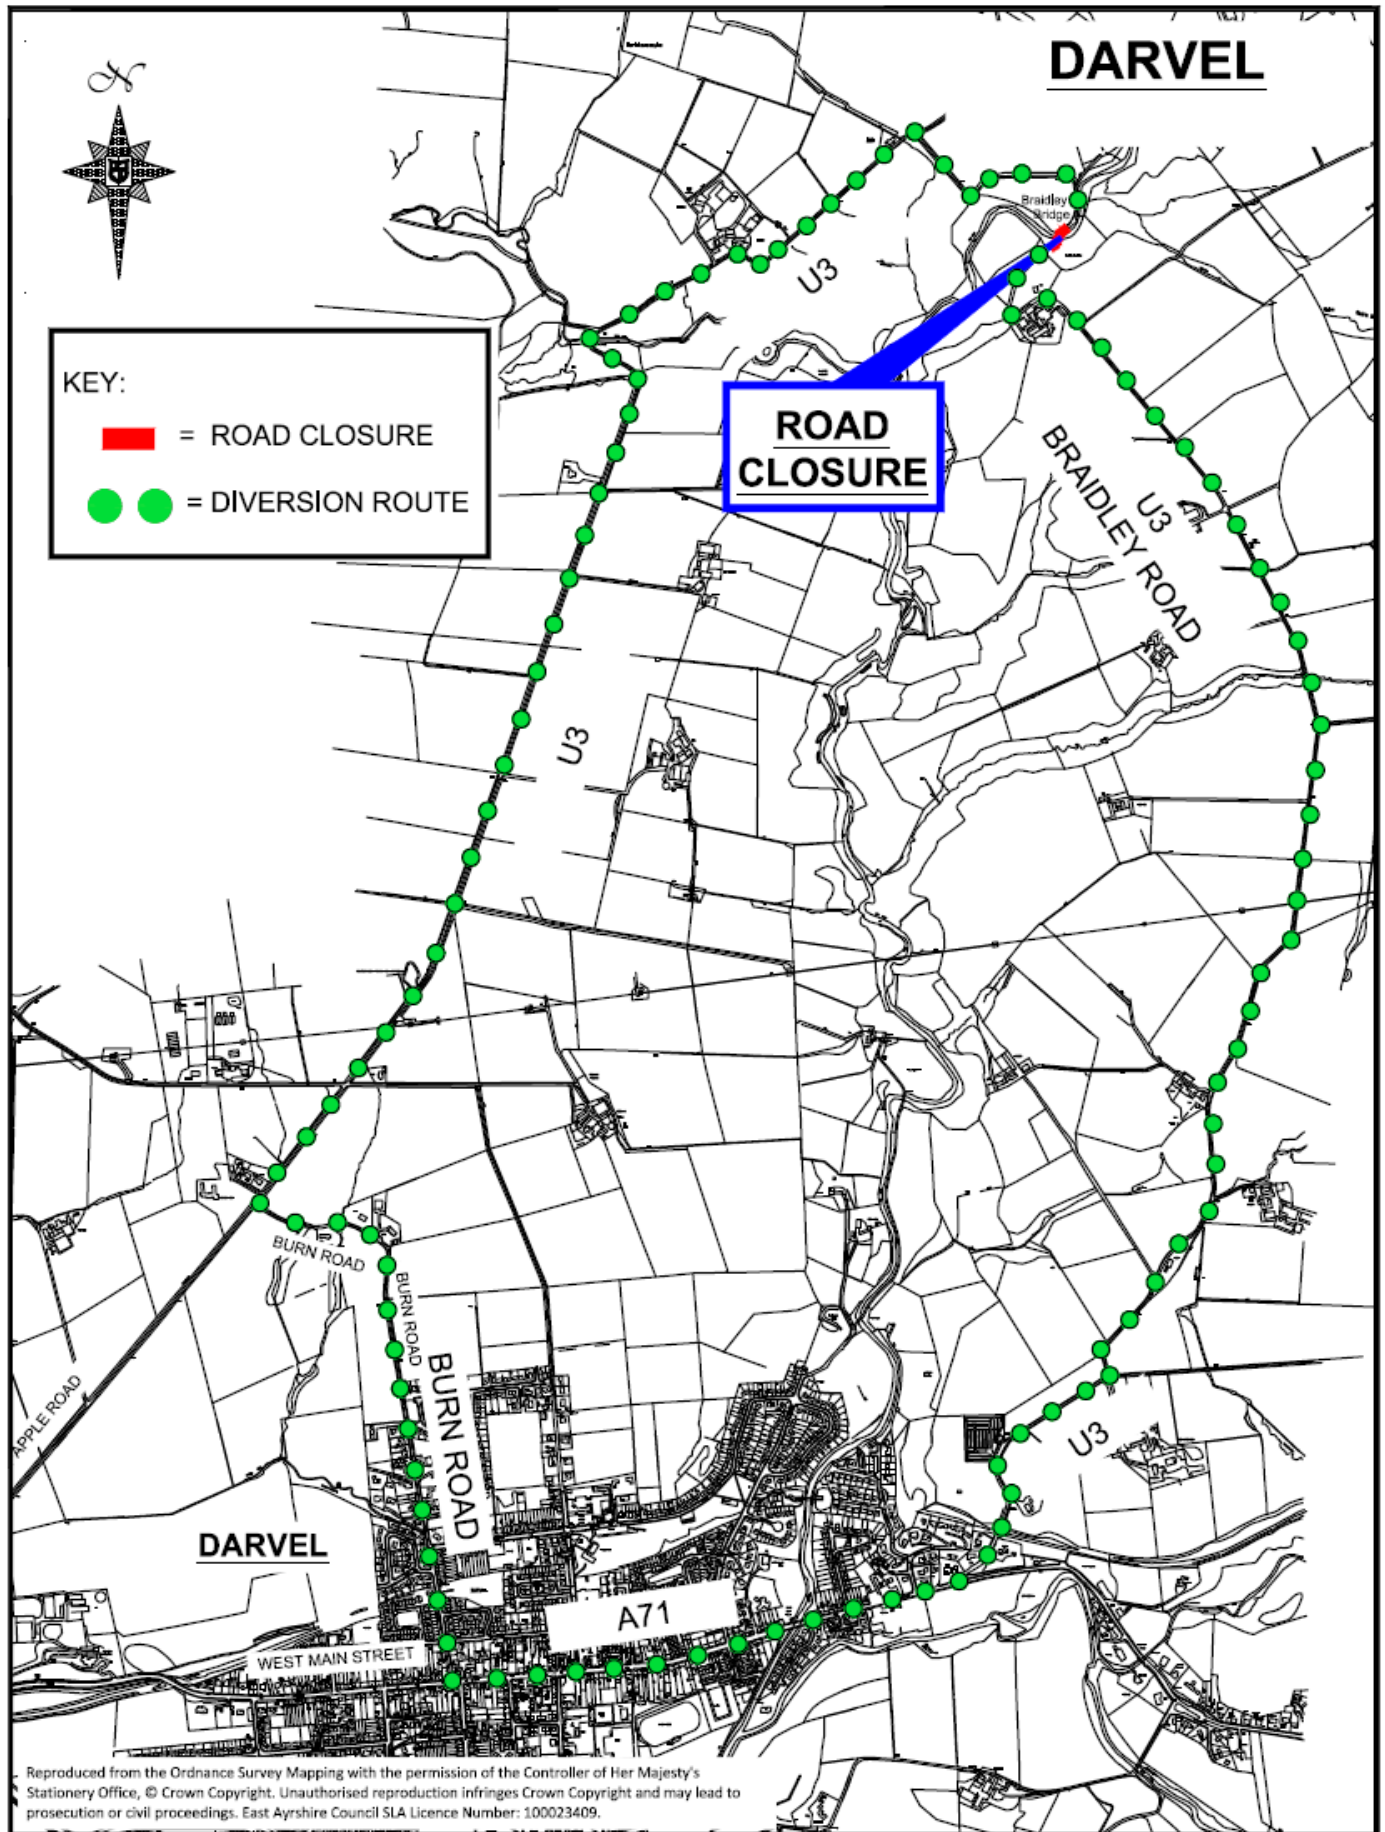 DARVEL
N
Braidley
Bridge
U3
KEY:
= ROAD CLOSURE
= DIVERSION ROUTE
ROAD
CLOSURE
BRAIDLEY ROAD
U3
U3
BURN ROAD
BURN ROAD
BURN ROAD
APPLE ROAD
U3
DARVEL
A71
WEST MAIN STREET
Reproduced from the Ordnance Survey Mapping with the permission of the Controller of Her Majesty's
Stationery Office, © Crown Copyright. Unauthorised reproduction infringes Crown Copyright and may lead to
prosecution or civil proceedings. East Ayrshire Council SLA Licence Number: 100023409.